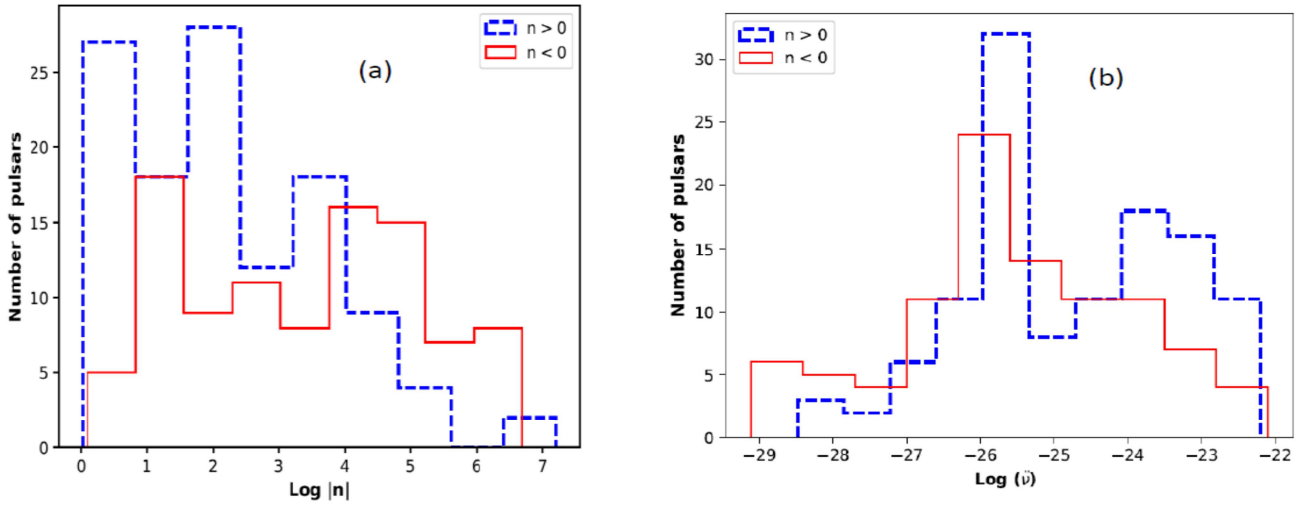 n > 0
n < 0
(a)
Number of pulsars
25
20
15
10
5
0
0 1 2 3 4 5 6 7
Log |n|
n > 0
n < 0
(b)
Number of pulsars
30
25
20
15
10
5
0
−29 −28 −27 −26 −25 −24 −23 −22
Log (ν̈)